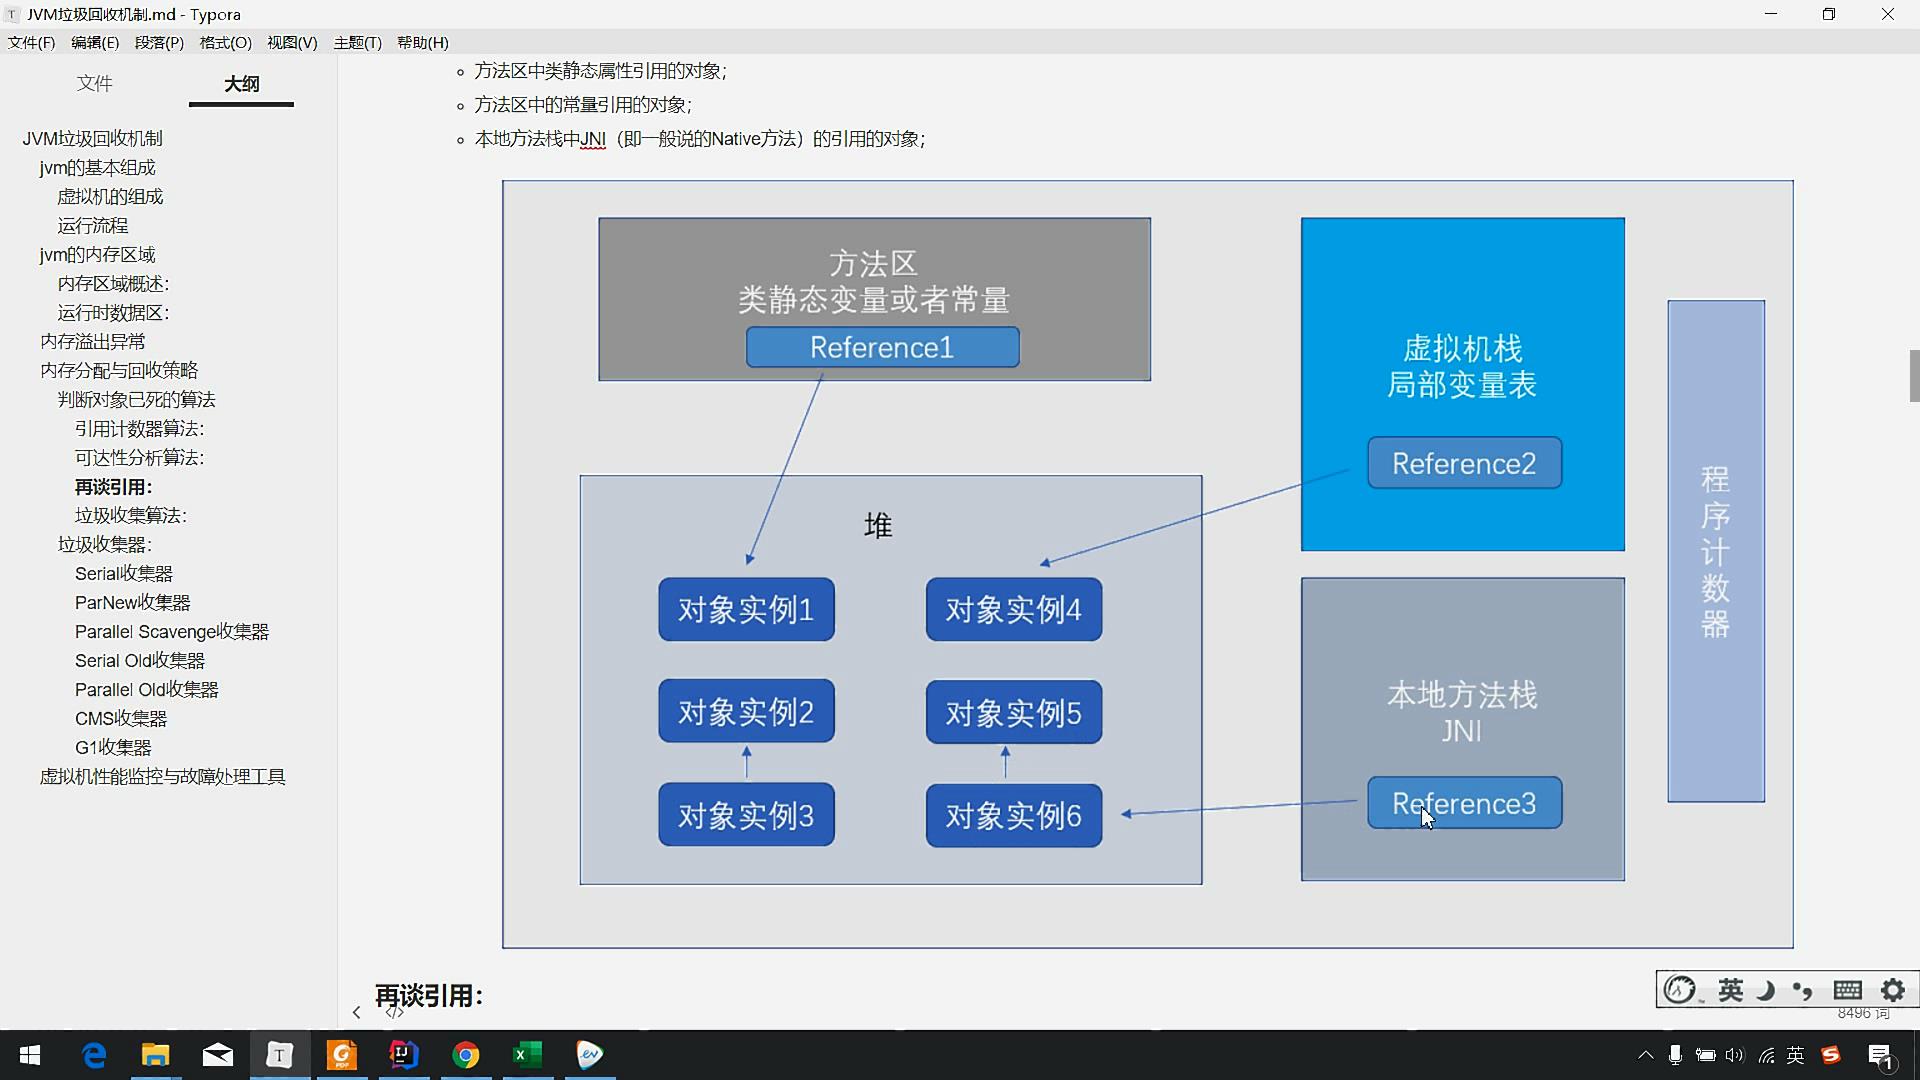 JVM垃圾回收机制.md - Typora
文件(F) 编辑(E) 段落(P) 格式(O) 视图(V) 主题(T) 帮助(H)
文件 大纲
JVM垃圾回收机制
jvm的基本组成
虚拟机的组成
运行流程
jvm的内存区域
内存区域概述：
运行时数据区：
内存溢出异常
内存分配与回收策略
判断对象已死的算法
引用计数器算法：
可达性分析算法：
再谈引用：
垃圾收集算法：
垃圾收集器：
Serial收集器
ParNew收集器
Parallel Scavenge收集器
Serial Old收集器
Parallel Old收集器
CMS收集器
G1收集器
虚拟机性能监控与故障处理工具
方法区中类静态属性引用的对象；
方法区中的常量引用的对象；
本地方法栈中JNI（即一般说的Native方法）的引用的对象；
方法区
类静态变量或者常量
Reference1
虚拟机栈
局部变量表
Reference2
程序计数器
堆
对象实例1
对象实例4
对象实例2
对象实例5
对象实例3
对象实例6
本地方法栈
JNI
Reference3
再谈引用：
英
8496 词
英
1